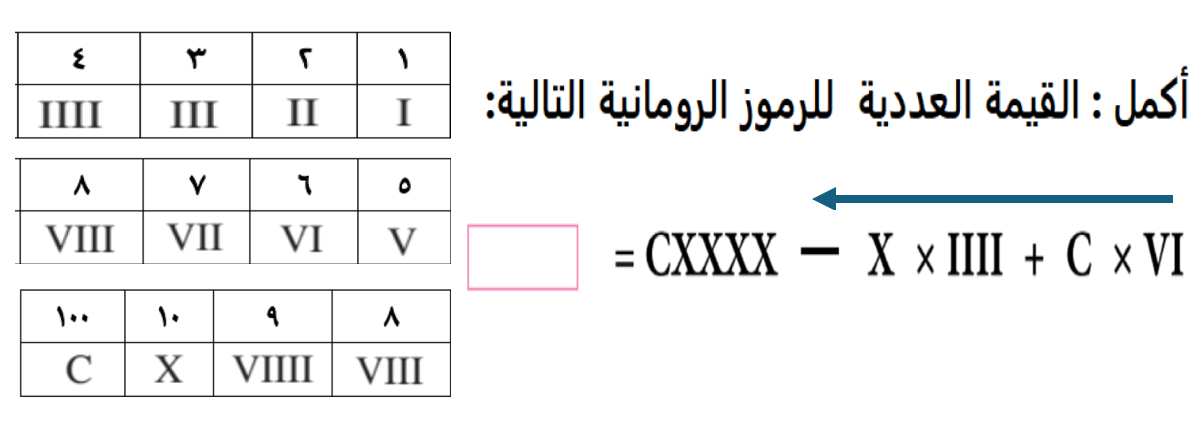 أكمل : القيمة العددية للرموز الرومانية التالية:
VI × C + IIII × X − CXXXX =
١ ٢ ٣ ٤
I II III IIII
٥ ٦ ٧ ٨
V VI VII VIII
٨ ٩ ١٠ ١٠٠
VIII VIIII X C